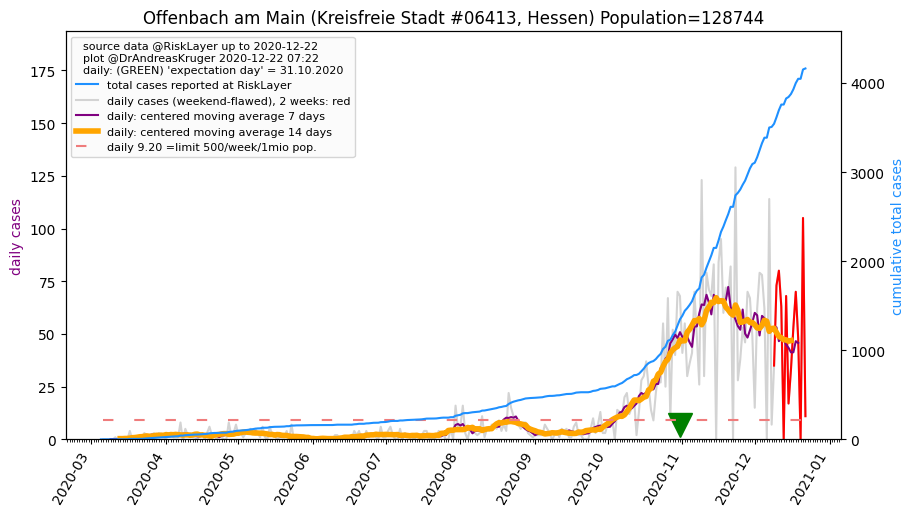 Offenbach am Main (Kreisfreie Stadt #06413, Hessen) Population=128744
source data @RiskLayer up to 2020-12-22
plot @DrAndreasKruger 2020-12-22 07:22
daily: (GREEN) 'expectation day' = 31.10.2020
total cases reported at RiskLayer
daily cases (weekend-flawed), 2 weeks: red
daily: centered moving average 7 days
daily: centered moving average 14 days
daily 9.20 =limit 500/week/1mio pop.
daily cases
175
150
125
100
75
50
25
0
cumulative total cases
4000
3000
2000
1000
0
2020-03
2020-04
2020-05
2020-06
2020-07
2020-08
2020-09
2020-10
2020-11
2020-12
2021-01